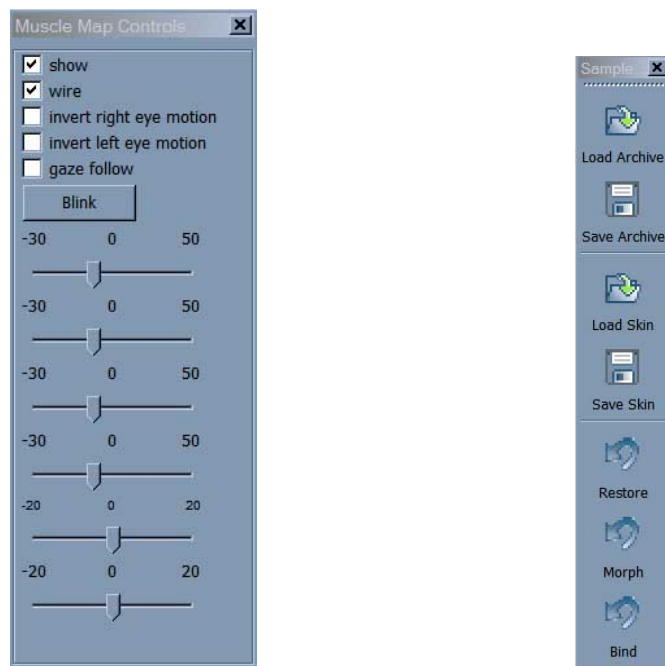 Muscle Map Controls
show
wire
invert right eye motion
invert left eye motion
gaze follow
Blink
-30 0 50
-30 0 50
-30 0 50
-30 0 50
-20 0 20
-20 0 20
Sample
Load Archive
Save Archive
Load Skin
Save Skin
Restore
Morph
Bind